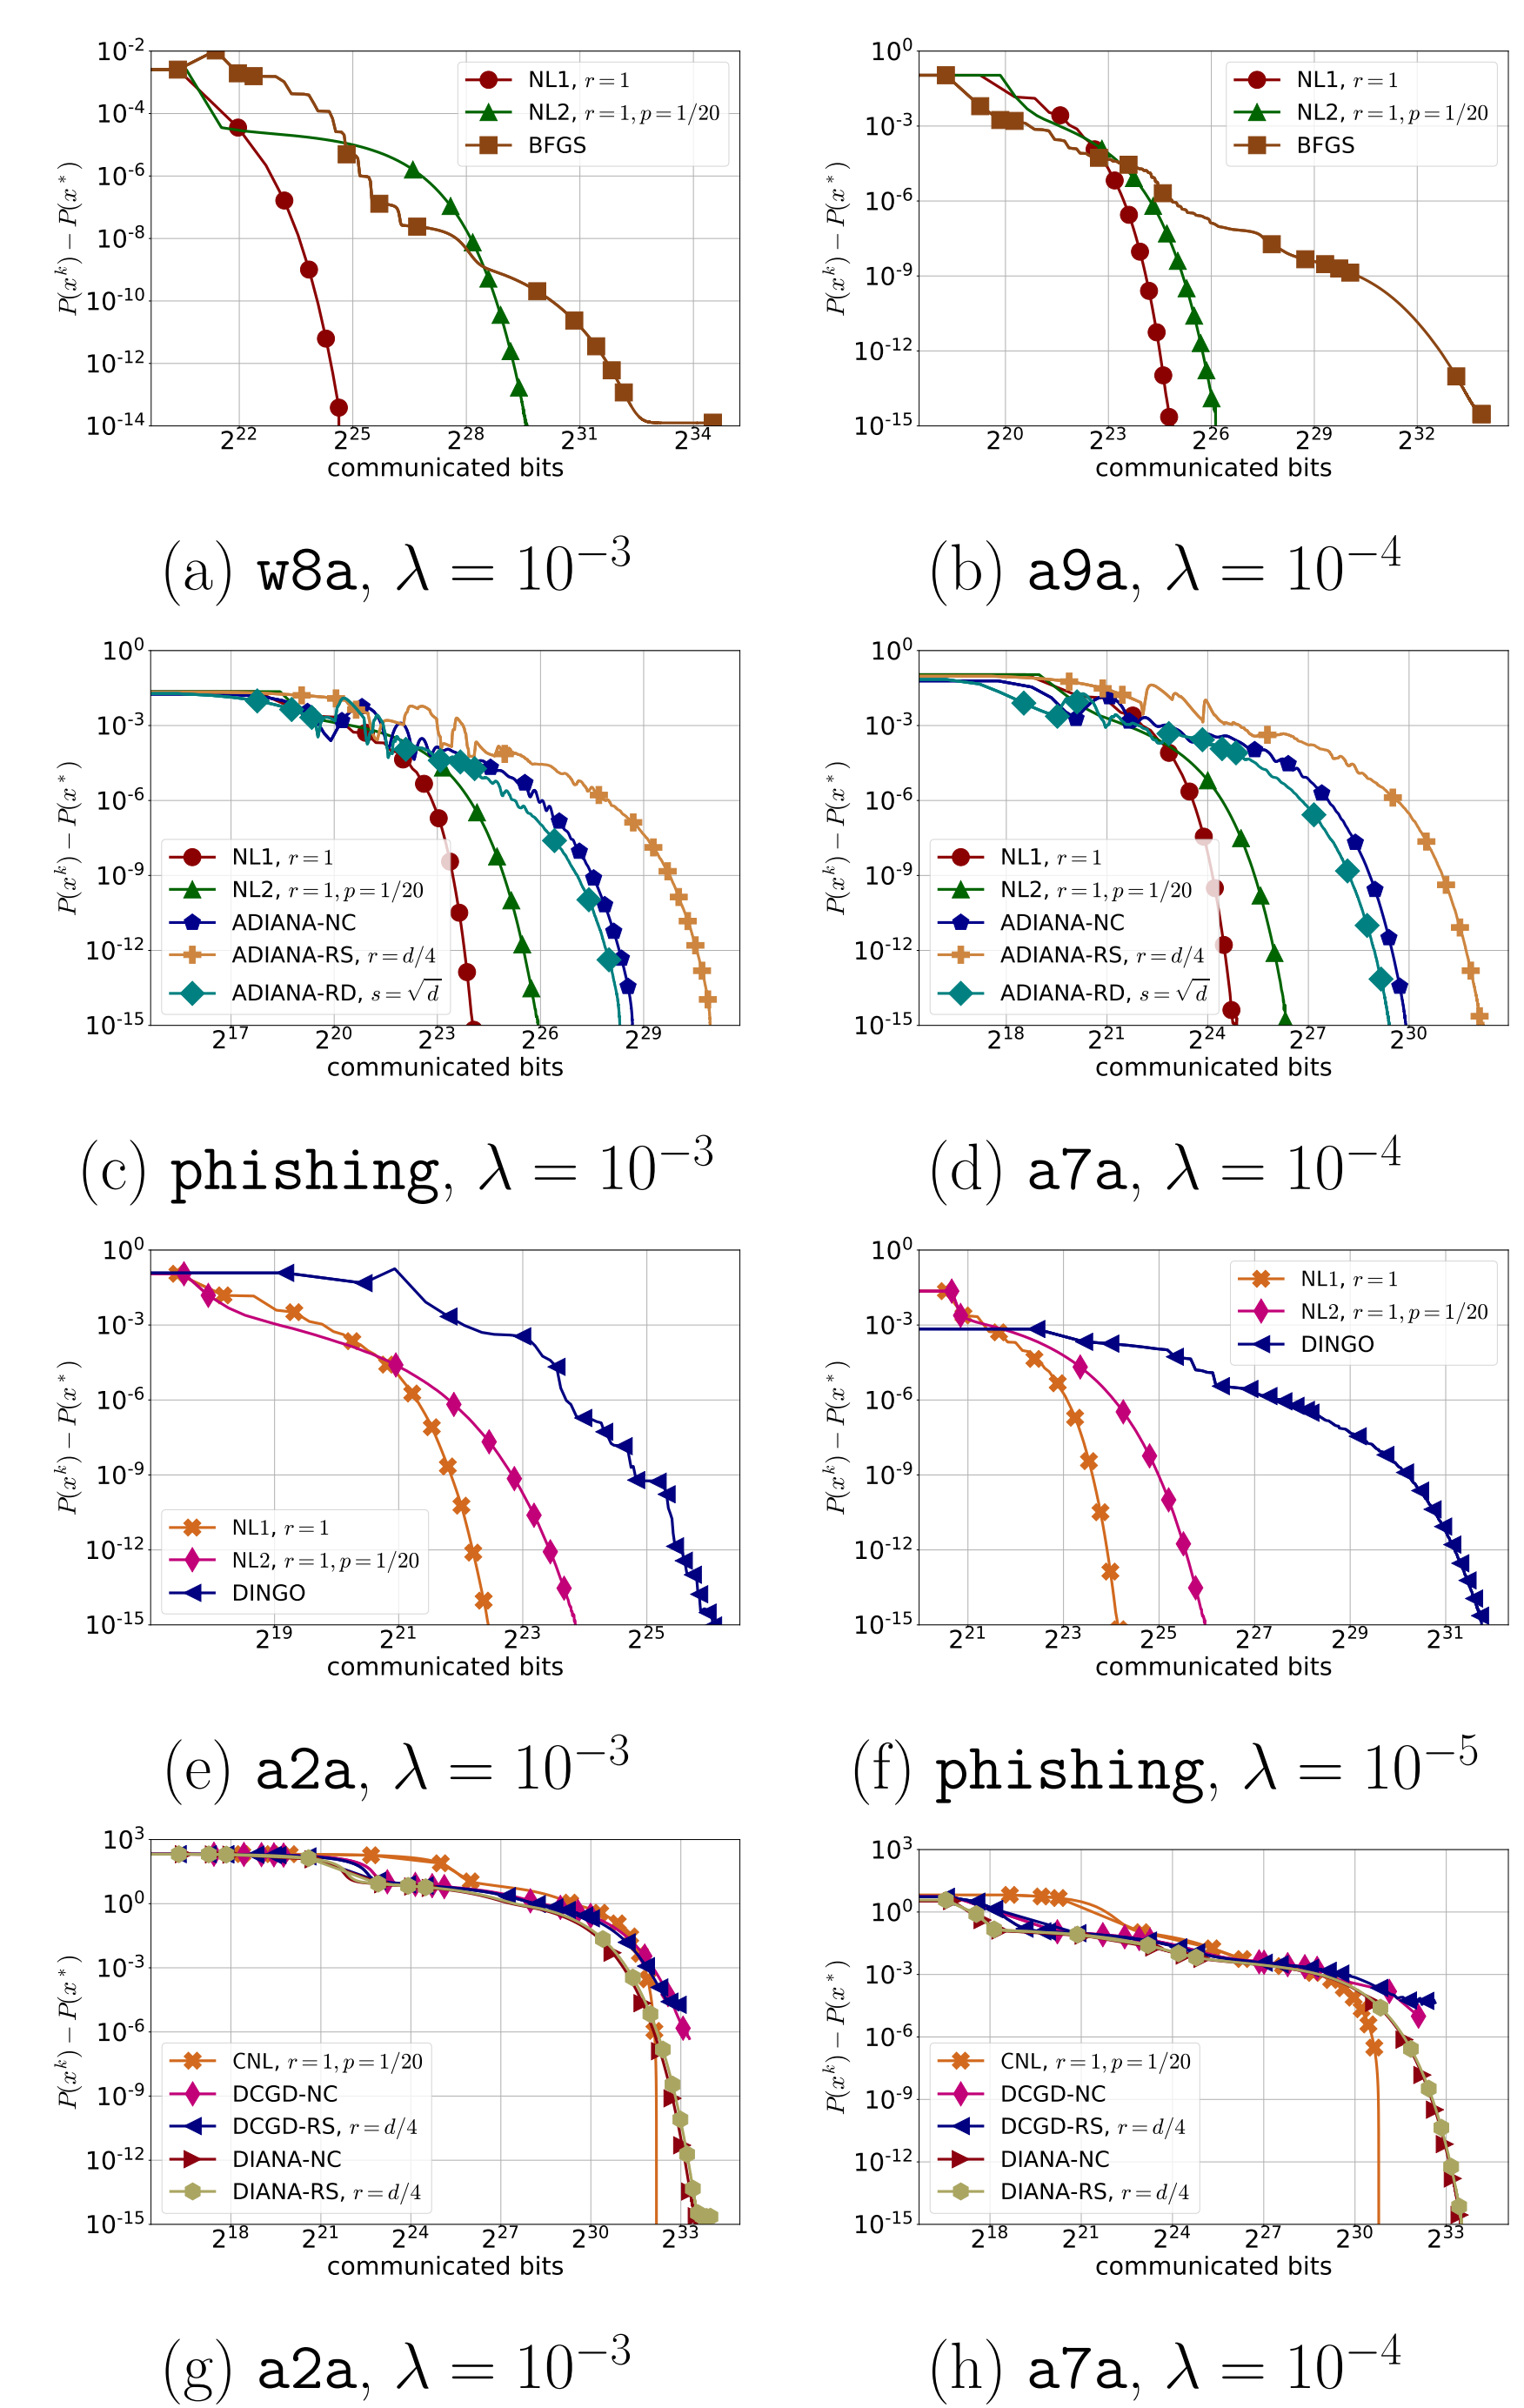 10^-2
10^-4
10^-6
10^-8
10^-10
10^-12
10^-14
P(x^k) − P(x^*)
NL1, r = 1
NL2, r = 1, p = 1/20
BFGS
2^22 2^25 2^28 2^31 2^34
communicated bits
(a) w8a, λ = 10^−3
10^0
10^-3
10^-6
10^-9
10^-12
10^-15
P(x^k) − P(x^*)
NL1, r = 1
NL2, r = 1, p = 1/20
BFGS
2^20 2^23 2^26 2^29 2^32
communicated bits
(b) a9a, λ = 10^−4
10^0
10^-3
10^-6
10^-9
10^-12
10^-15
P(x^k) − P(x^*)
NL1, r = 1
NL2, r = 1, p = 1/20
ADIANA-NC
ADIANA-RS, r = d/4
ADIANA-RD, s = √d
2^17 2^20 2^23 2^26 2^29
communicated bits
(c) phishing, λ = 10^−3
10^0
10^-3
10^-6
10^-9
10^-12
10^-15
P(x^k) − P(x^*)
NL1, r = 1
NL2, r = 1, p = 1/20
ADIANA-NC
ADIANA-RS, r = d/4
ADIANA-RD, s = √d
2^18 2^21 2^24 2^27 2^30
communicated bits
(d) a7a, λ = 10^−4
10^0
10^-3
10^-6
10^-9
10^-12
10^-15
P(x^k) − P(x^*)
NL1, r = 1
NL2, r = 1, p = 1/20
DINGO
2^19 2^21 2^23 2^25
communicated bits
(e) a2a, λ = 10^−3
10^0
10^-3
10^-6
10^-9
10^-12
10^-15
P(x^k) − P(x^*)
NL1, r = 1
NL2, r = 1, p = 1/20
DINGO
2^21 2^23 2^25 2^27 2^29 2^31
communicated bits
(f) phishing, λ = 10^−5
10^3
10^0
10^-3
10^-6
10^-9
10^-12
10^-15
P(x^k) − P(x^*)
CNL, r = 1, p = 1/20
DCGD-NC
DCGD-RS, r = d/4
DIANA-NC
DIANA-RS, r = d/4
2^18 2^21 2^24 2^27 2^30 2^33
communicated bits
(g) a2a, λ = 10^−3
10^3
10^0
10^-3
10^-6
10^-9
10^-12
10^-15
P(x^k) − P(x^*)
CNL, r = 1, p = 1/20
DCGD-NC
DCGD-RS, r = d/4
DIANA-NC
DIANA-RS, r = d/4
2^18 2^21 2^24 2^27 2^30 2^33
communicated bits
(h) a7a, λ = 10^−4